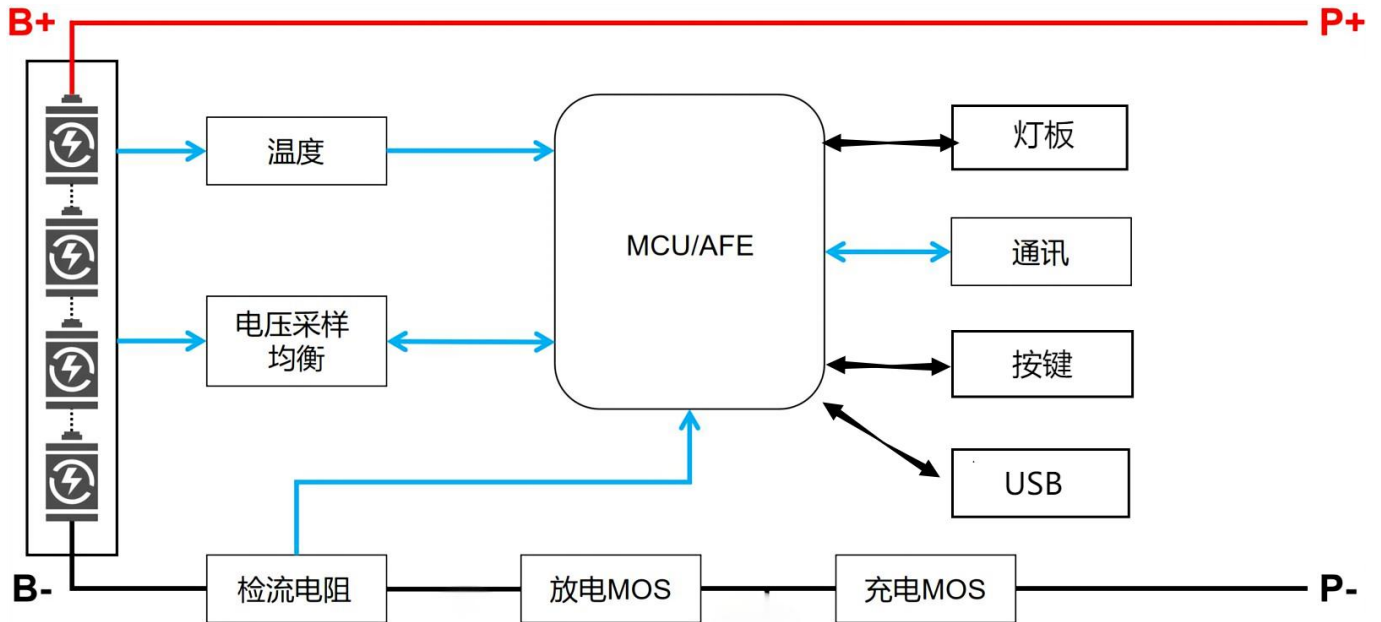 B+
P+
温度
灯板
MCU/AFE
通讯
电压采样
均衡
按键
USB
B-
检流电阻
放电MOS
充电MOS
P-